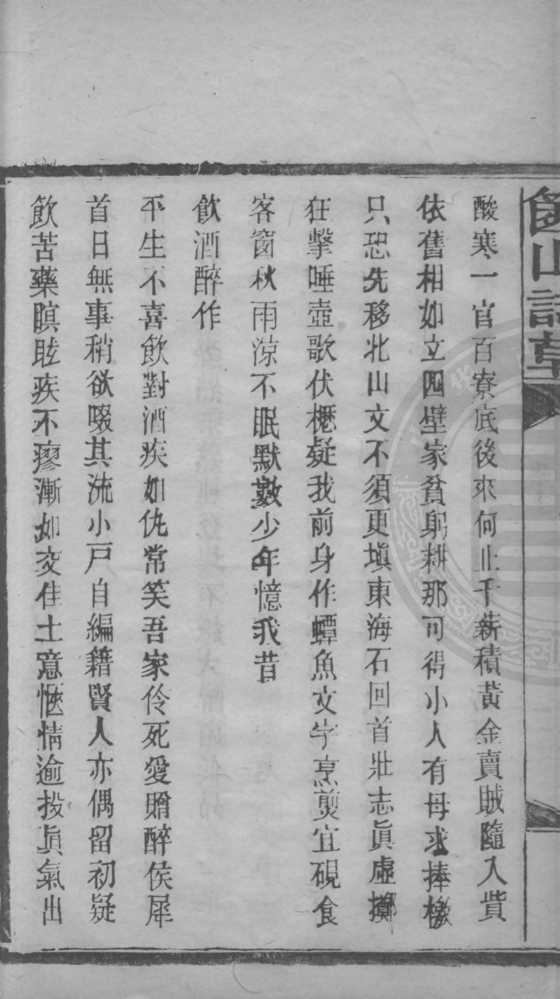 酸寒一官百寮底後來何止千薪積黃金賣賦隨入貲
依舊相如立四壁家貧躬耕那可得小人有母求捧檄
只恐先移北山文不須更塡東海石回首壯志眞虛擲
狂擊唾壺歌伏櫪疑我前身作蟫魚文字烹煎宜硯食
客窗秋雨涼不眠默數少年憶我昔
飲酒醉作
平生不喜飲對酒疾如仇常笑吾家伶死愛贈醉侯犀
首日無事稍欲啜其流小戸自編籍賢人亦偶留初疑
飲苦藥瞑眩疾不瘳漸如交佳士意愜情逾投眞氣出
山詩草